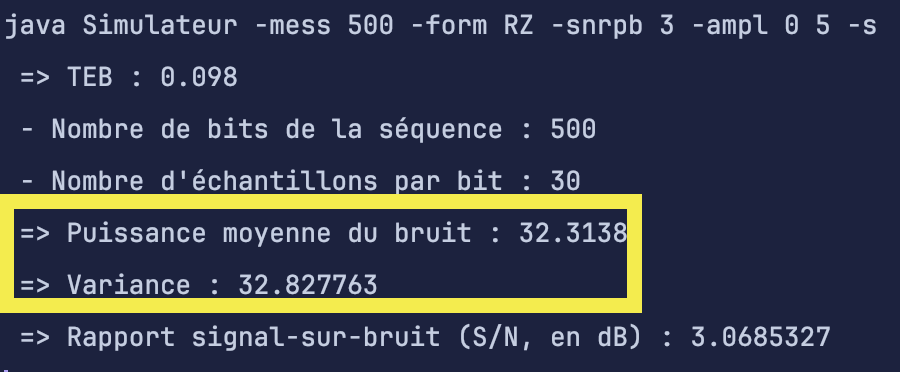 java Simulateur -mess 500 -form RZ -snrpb 3 -ampl 0 5 -s
=> TEB : 0.098
- Nombre de bits de la séquence : 500
- Nombre d'échantillons par bit : 30
=> Puissance moyenne du bruit : 32.3138
=> Variance : 32.827763
=> Rapport signal-sur-bruit (S/N, en dB) : 3.0685327